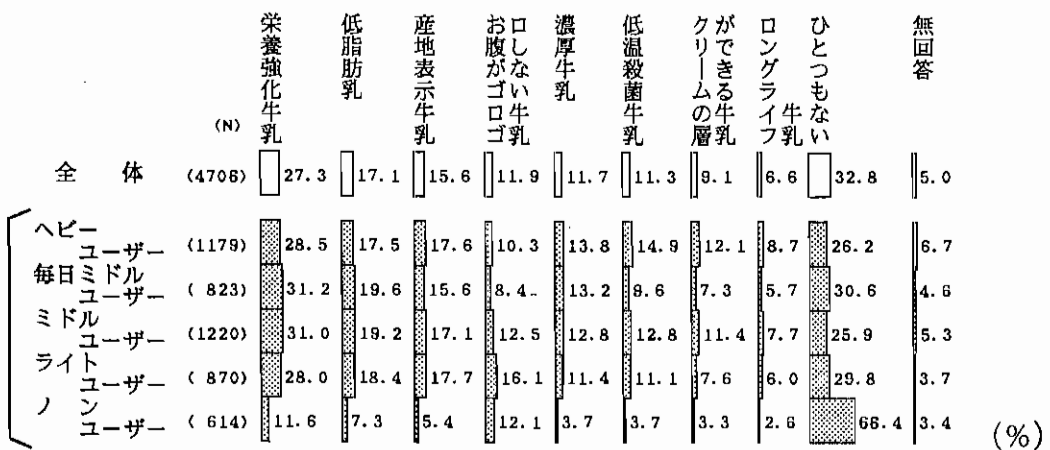 栄養強化牛乳
低脂肪乳
産地表示牛乳
お腹がゴロゴ
ロしない牛乳
濃厚牛乳
低温殺菌牛乳
クリームの層
ができる牛乳
ロングライフ
牛乳
ひとつもない
無回答
(N)
全体 (4706) 27.3 17.1 15.6 11.9 11.7 11.3 9.1 6.6 32.8 5.0
ヘビー
ユーザー (1179) 28.5 17.5 17.6 10.3 13.8 14.9 12.1 8.7 26.2 6.7
毎日ミドル
ユーザー ( 823) 31.2 19.6 15.6 8.4 13.2 9.6 7.3 5.7 30.6 4.6
ミドル
ユーザー (1220) 31.0 19.2 17.1 12.5 12.8 12.8 11.4 7.7 25.9 5.3
ライト
ユーザー ( 870) 28.0 18.4 17.7 16.1 11.4 11.1 7.6 6.0 29.8 3.7
ノン
ユーザー ( 614) 11.6 7.3 5.4 12.1 3.7 3.7 3.3 2.6 66.4 3.4
(%)